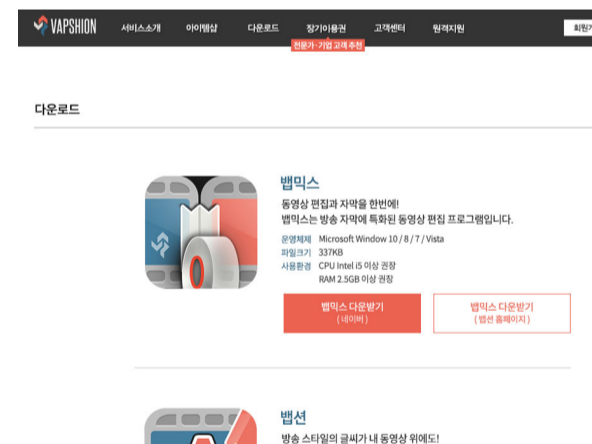 VAPSHION 서비스소개 아이템샵 다운로드 장기이용권 고객센터 원격지원
전문가·기업 고객 추천
다운로드
뱁믹스
동영상 편집과 자막을 한번에!
뱁믹스는 방송 자막에 특화된 동영상 편집 프로그램입니다.
운영체제 Microsoft Window 10 / 8 / 7 / Vista
파일크기 337KB
사용환경 CPU Intel i5 이상 권장
RAM 2.5GB 이상 권장
뱁믹스 다운받기
( 네이버 )
뱁믹스 다운받기
( 뱁션 홈페이지 )
뱁션
방송 스타일의 글씨가 내 동영상 위에도!